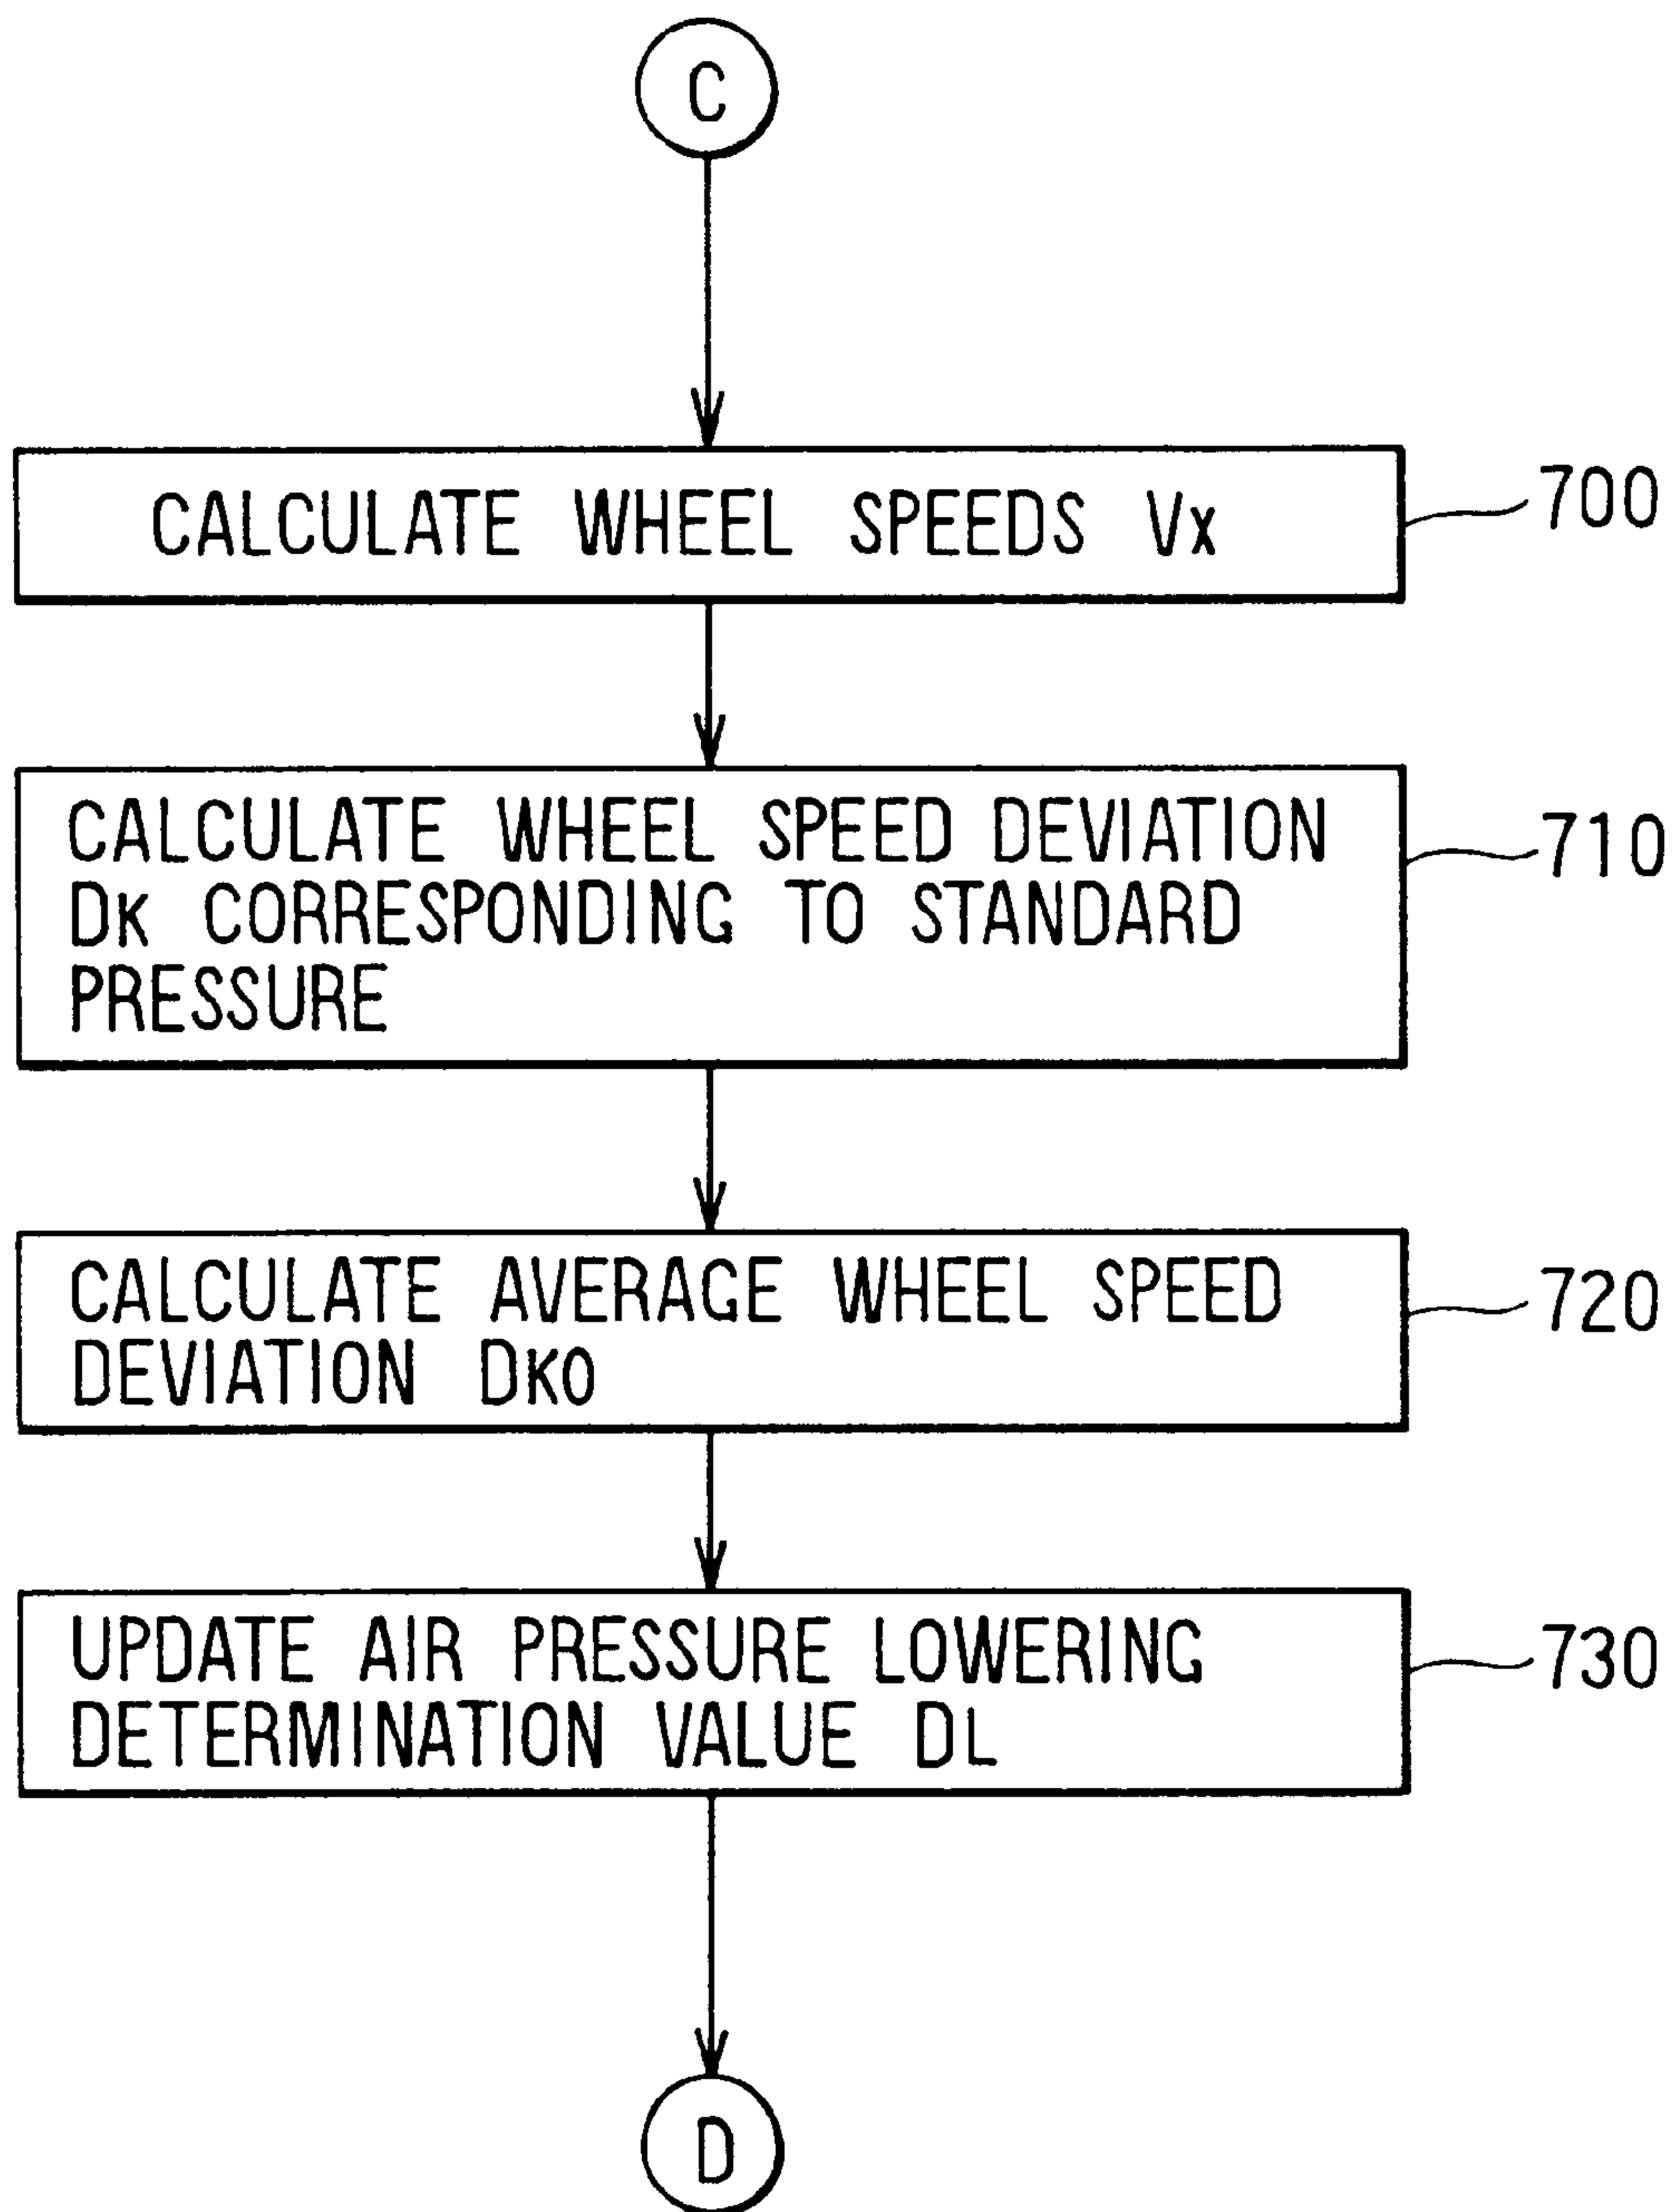 C
CALCULATE WHEEL SPEEDS Vx
700
CALCULATE WHEEL SPEED DEVIATION
DK CORRESPONDING TO STANDARD
PRESSURE
710
CALCULATE AVERAGE WHEEL SPEED
DEVIATION DKO
720
UPDATE AIR PRESSURE LOWERING
DETERMINATION VALUE DL
730
D